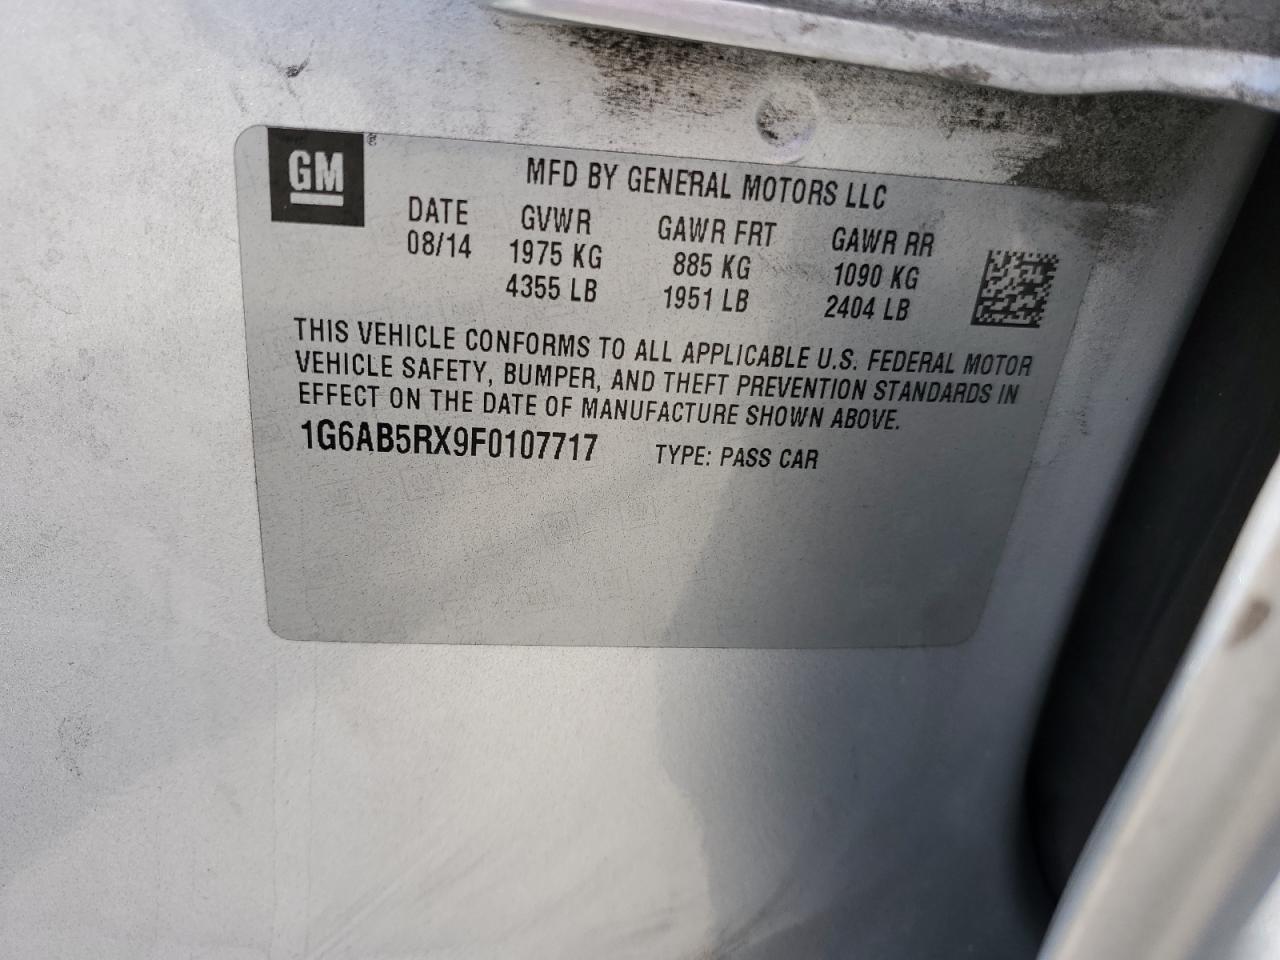 GM®
MFD BY GENERAL MOTORS LLC
DATE GVWR GAWR FRT GAWR RR
08/14 1975 KG 885 KG 1090 KG
4355 LB 1951 LB 2404 LB
THIS VEHICLE CONFORMS TO ALL APPLICABLE U.S. FEDERAL MOTOR
VEHICLE SAFETY, BUMPER, AND THEFT PREVENTION STANDARDS IN
EFFECT ON THE DATE OF MANUFACTURE SHOWN ABOVE.
1G6AB5RX9F0107717 TYPE: PASS CAR